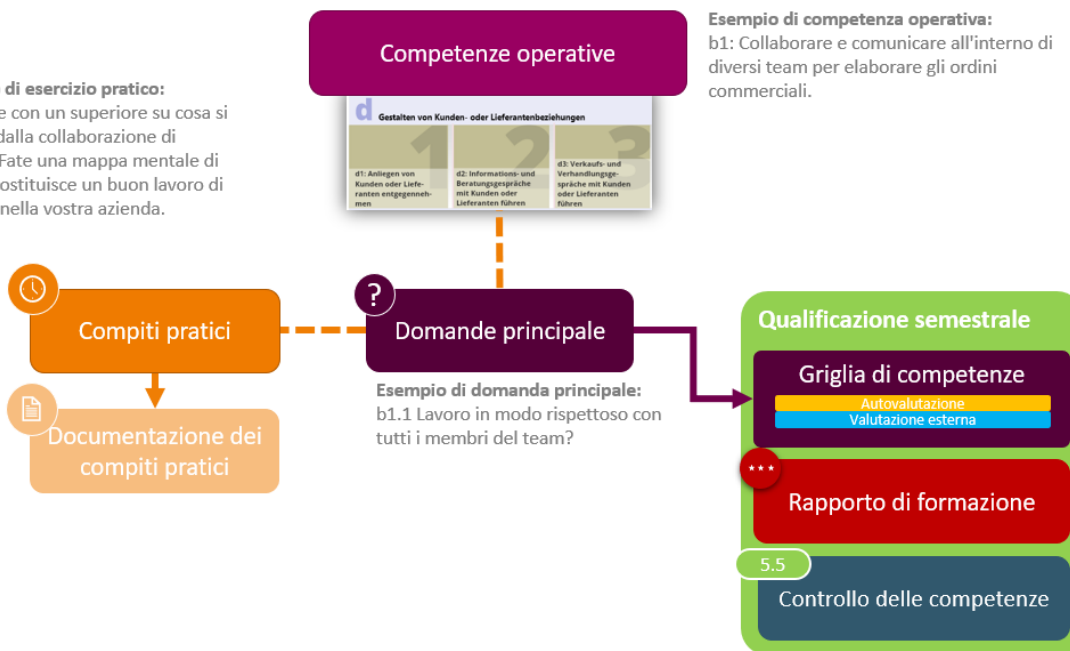 Competenze operative
Esempio di competenza operativa:
b1: Collaborare e comunicare all'interno di
diversi team per elaborare gli ordini
commerciali.
di esercizio pratico:
e con un superiore su cosa si
dalla collaborazione di
Fate una mappa mentale di
ostituisce un buon lavoro di
nella vostra azienda.
d Gestalten von Kunden- oder Lieferantenbeziehungen
1
2
3
d1: Anliegen von
Kunden oder Liefe-
ranten entgegenneh-
men
d2: Informations- und
Beratungsgespräche
mit Kunden oder
Lieferanten führen
d3: Verkaufs- und
Verhandlungsge-
spräche mit Kunden
oder Lieferanten
führen
Compiti pratici
?
Domande principale
Esempio di domanda principale:
b1.1 Lavoro in modo rispettoso con
tutti i membri del team?
Documentazione dei
compiti pratici
Qualificazione semestrale
Griglia di competenze
Autovalutazione
Valutazione esterna
Rapporto di formazione
5.5
Controllo delle competenze